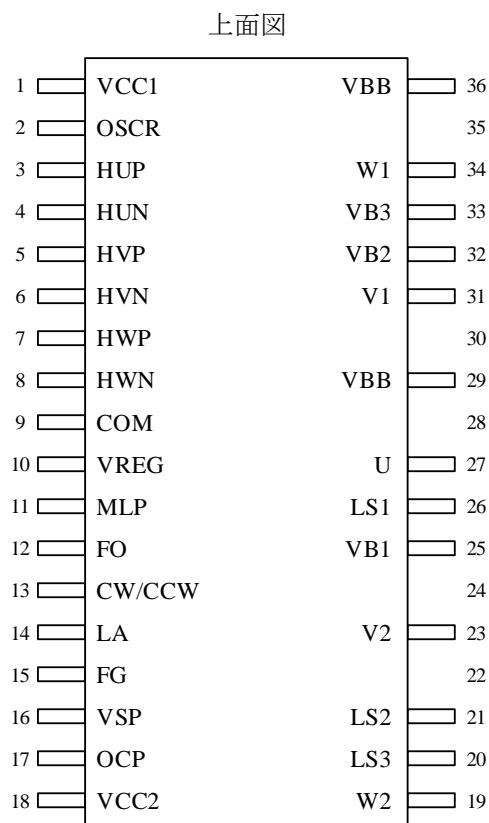 上面図
1 VCC1 VBB 36
2 OSCR 35
3 HUP W1 34
4 HUN VB3 33
5 HVP VB2 32
6 HVN V1 31
7 HWP 30
8 HWN VBB 29
9 COM 28
10 VREG U 27
11 MLP LS1 26
12 FO VB1 25
13 CW/CCW 24
14 LA V2 23
15 FG 22
16 VSP LS2 21
17 OCP LS3 20
18 VCC2 W2 19